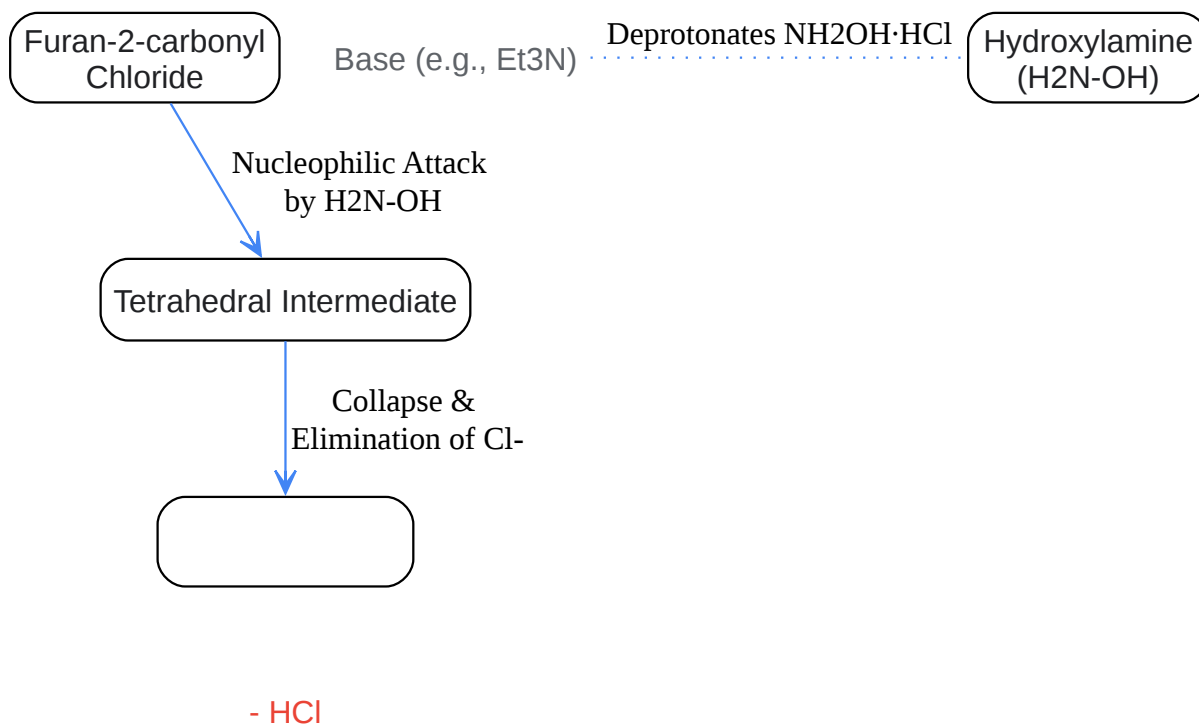 Furan-2-carbonyl
Chloride
Base (e.g., Et3N)
Deprotonates NH2OH·HCl
Hydroxylamine
(H2N-OH)
Nucleophilic Attack
by H2N-OH
Tetrahedral Intermediate
Collapse &
Elimination of Cl-
- HCl